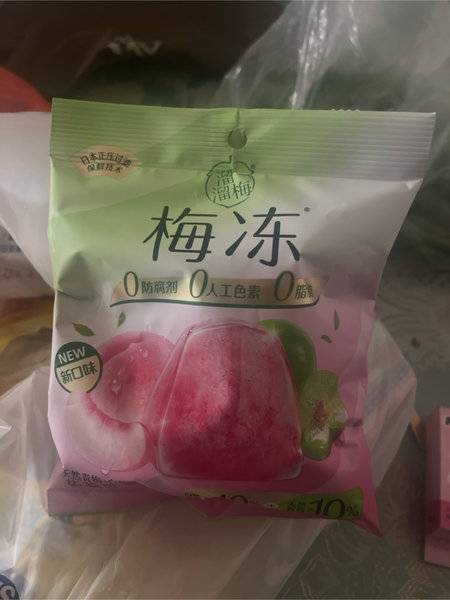 日本正压过滤
保鲜技术
溜
溜梅
梅冻
0防腐剂 0人工色素 0脂肪
NEW
新口味
10%